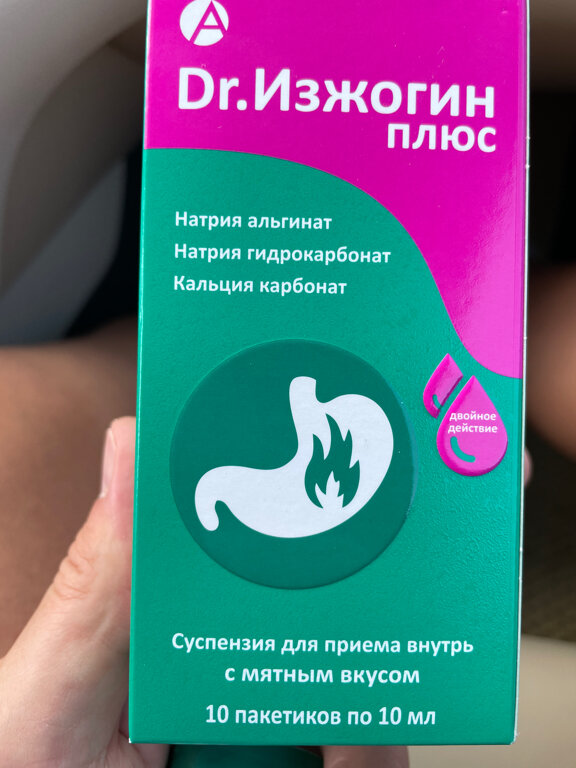 А
Dr.Изжогин
плюс
Натрия альгинат
Натрия гидрокарбонат
Кальция карбонат
двойное
действие
Суспензия для приема внутрь
с мятным вкусом
10 пакетиков по 10 мл